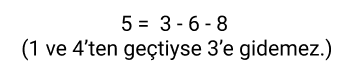 5 = 3 - 6 - 8
(1 ve 4'ten geçtiyse 3'e gidemez.)